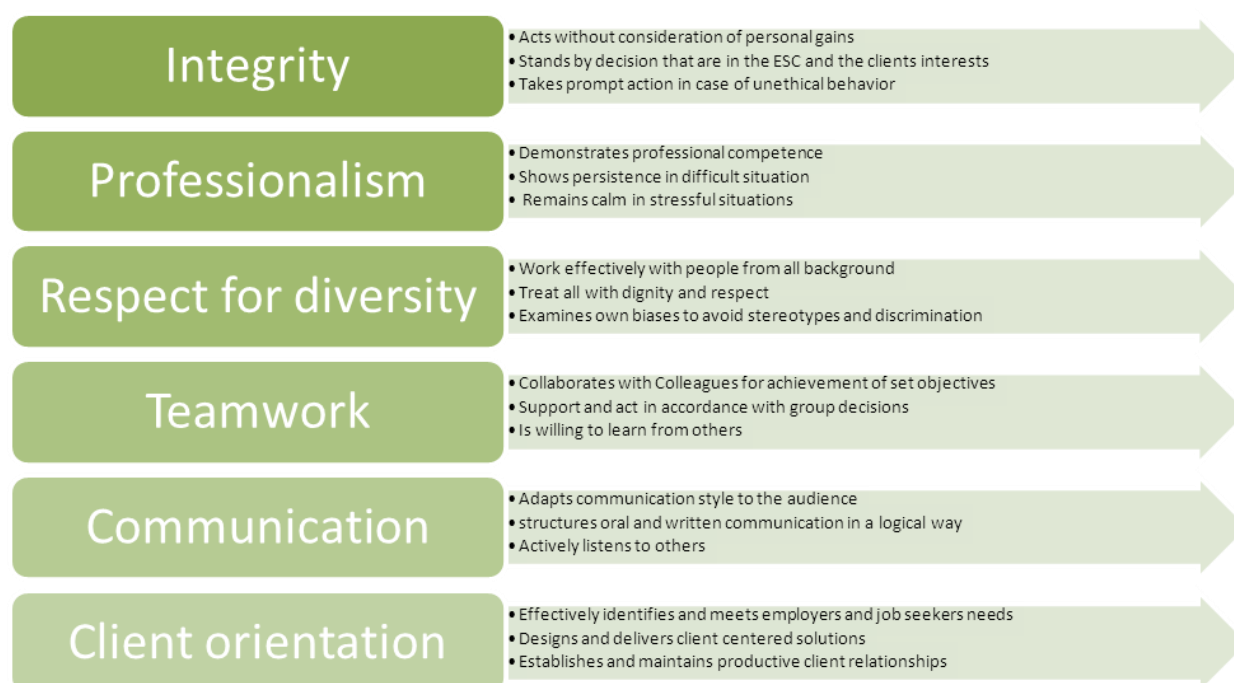 Integrity
• Acts without consideration of personal gains
• Stands by decision that are in the ESC and the clients interests
• Takes prompt action in case of unethical behavior
Professionalism
• Demonstrates professional competence
• Shows persistence in difficult situation
• Remains calm in stressful situations
Respect for diversity
• Work effectively with people from all background
• Treat all with dignity and respect
• Examines own biases to avoid stereotypes and discrimination
Teamwork
• Collaborates with Colleagues for achievement of set objectives
• Support and act in accordance with group decisions
• Is willing to learn from others
Communication
• Adapts communication style to the audience
• structures oral and written communication in a logical way
• Actively listens to others
Client orientation
• Effectively identifies and meets employers and job seekers needs
• Designs and delivers client centered solutions
• Establishes and maintains productive client relationships